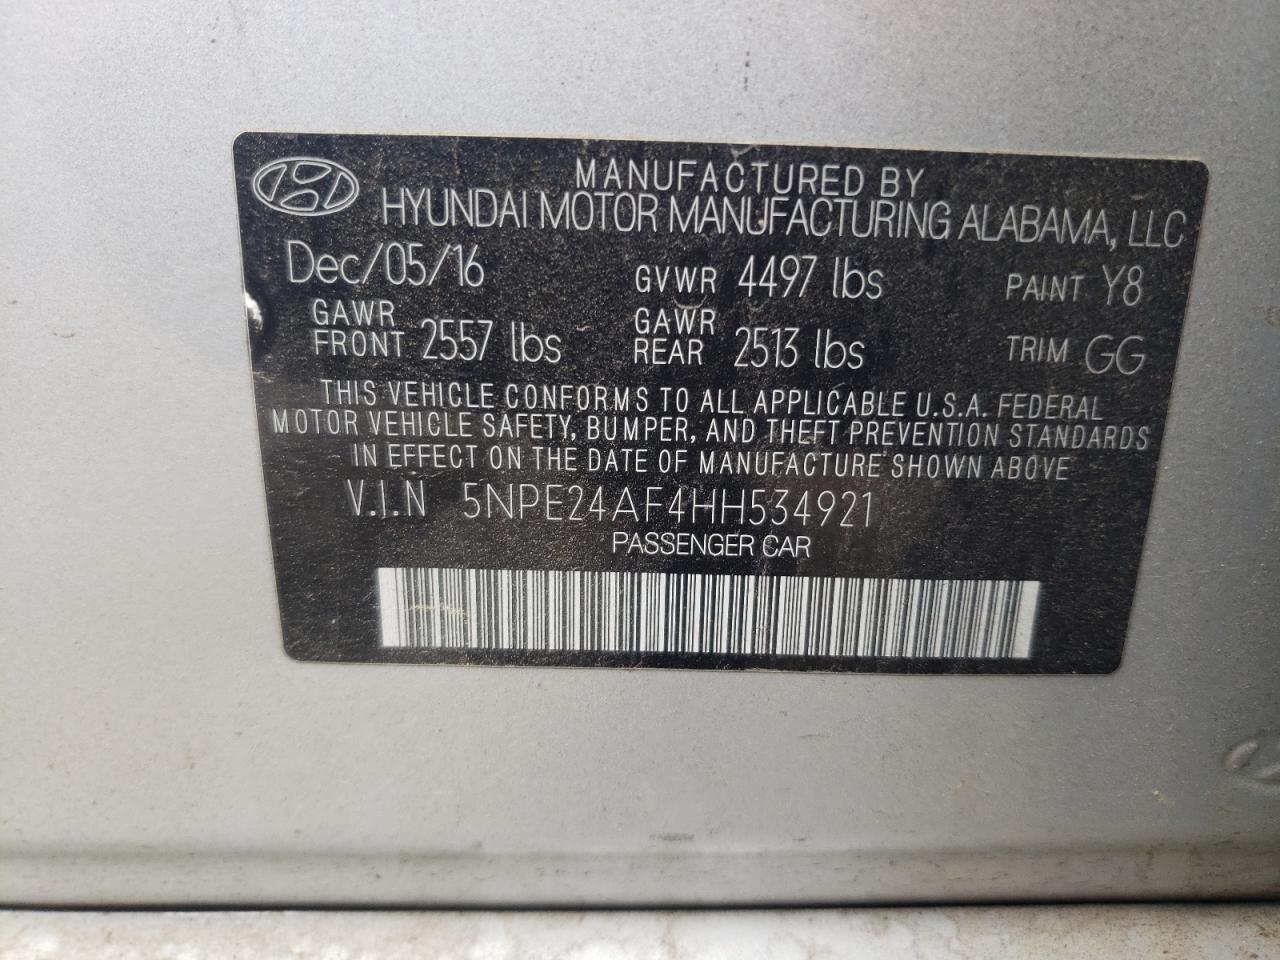 MANUFACTURED BY
HYUNDAI MOTOR MANUFACTURING ALABAMA, LLC
Dec/05/16 GVWR 4497 lbs PAINT Y8
GAWR FRONT 2557 lbs GAWR REAR 2513 lbs TRIM GG
THIS VEHICLE CONFORMS TO ALL APPLICABLE U.S.A. FEDERAL
MOTOR VEHICLE SAFETY, BUMPER, AND THEFT PREVENTION STANDARDS
IN EFFECT ON THE DATE OF MANUFACTURE SHOWN ABOVE
V.I.N 5NPE24AF4HH534921
PASSENGER CAR